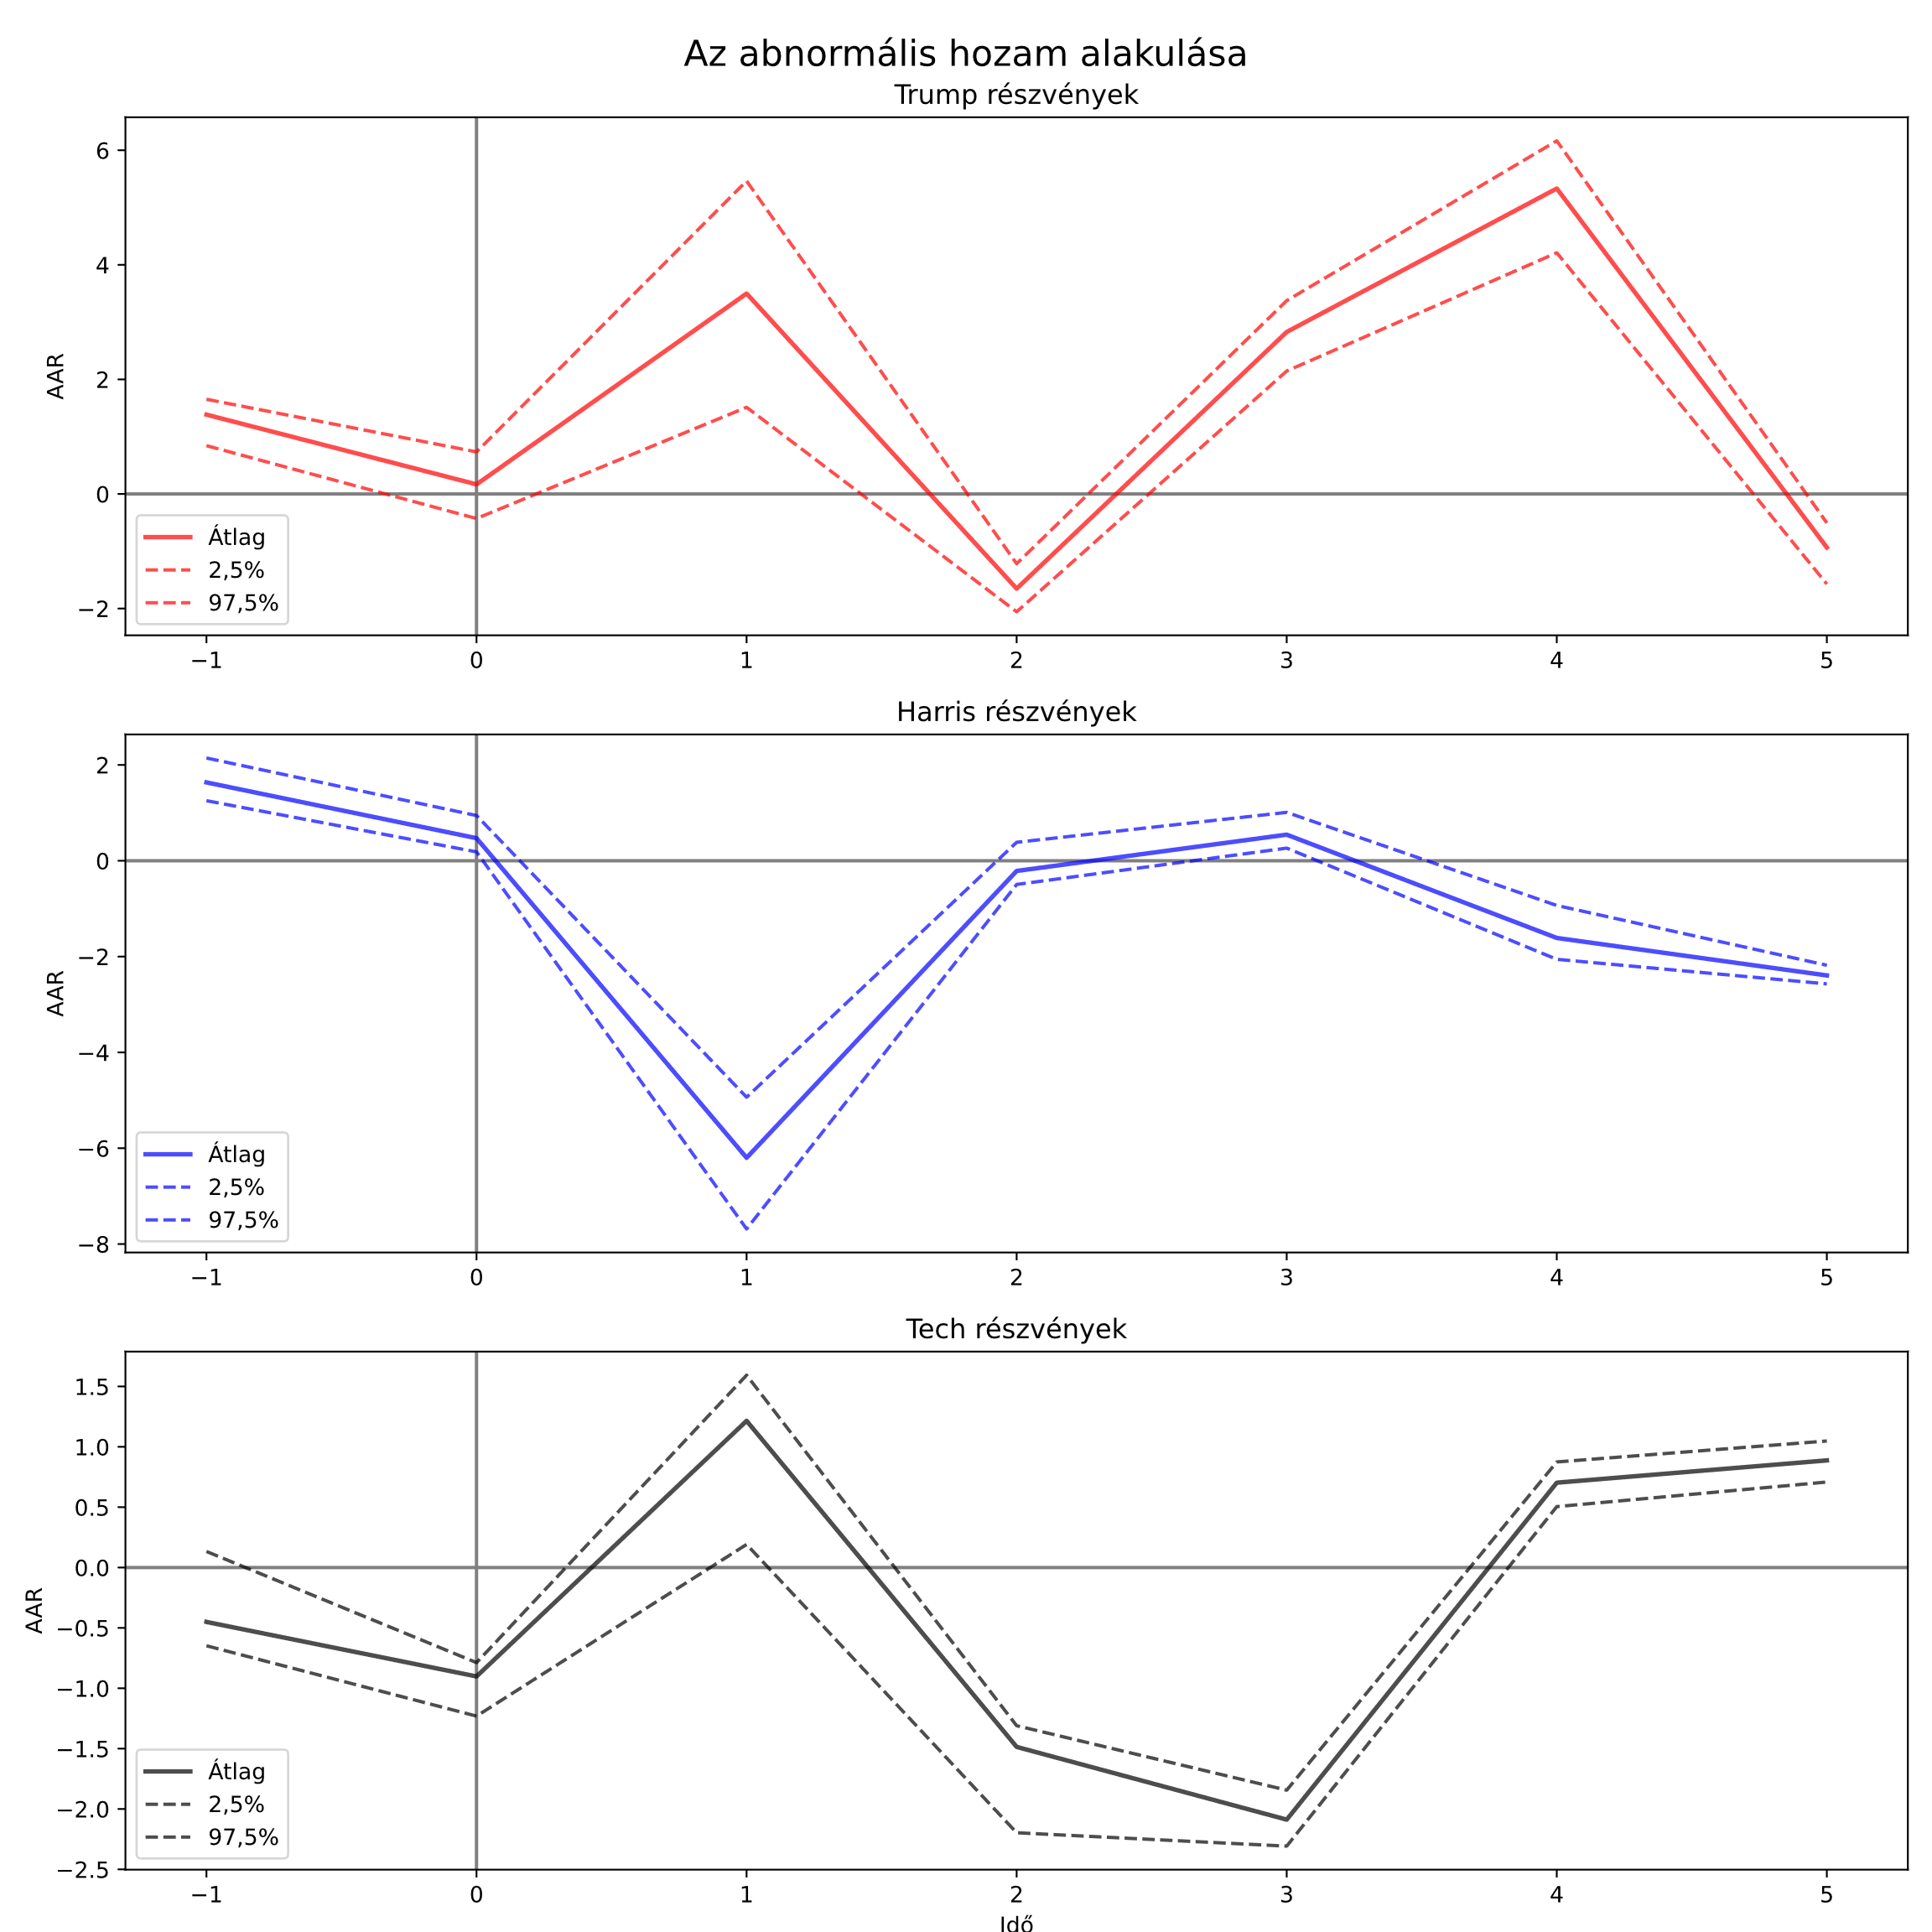 Az abnormális hozam alakulása
Trump részvények
6
4
2
0
−2
AAR
Átlag
2,5%
97,5%
−1 0 1 2 3 4 5
Harris részvények
2
0
−2
−4
−6
−8
AAR
Átlag
2,5%
97,5%
−1 0 1 2 3 4 5
Tech részvények
1.5
1.0
0.5
0.0
−0.5
−1.0
−1.5
−2.0
−2.5
AAR
Átlag
2,5%
97,5%
−1 0 1 2 3 4 5
Idő